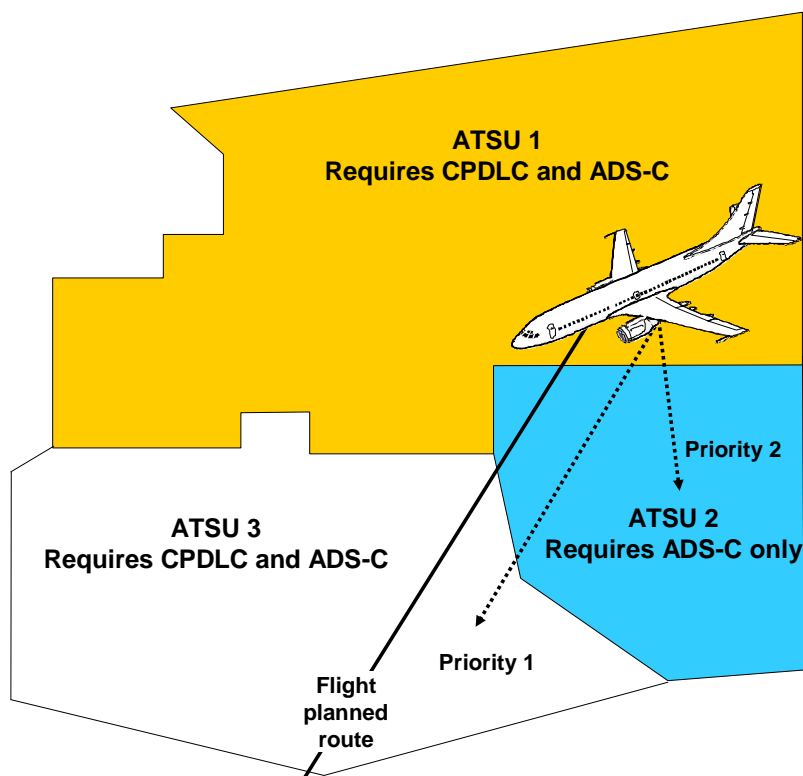 ATSU 1
Requires CPDLC and ADS-C
Priority 2
ATSU 3
Requires CPDLC and ADS-C
ATSU 2
Requires ADS-C only
Priority 1
Flight
planned
route